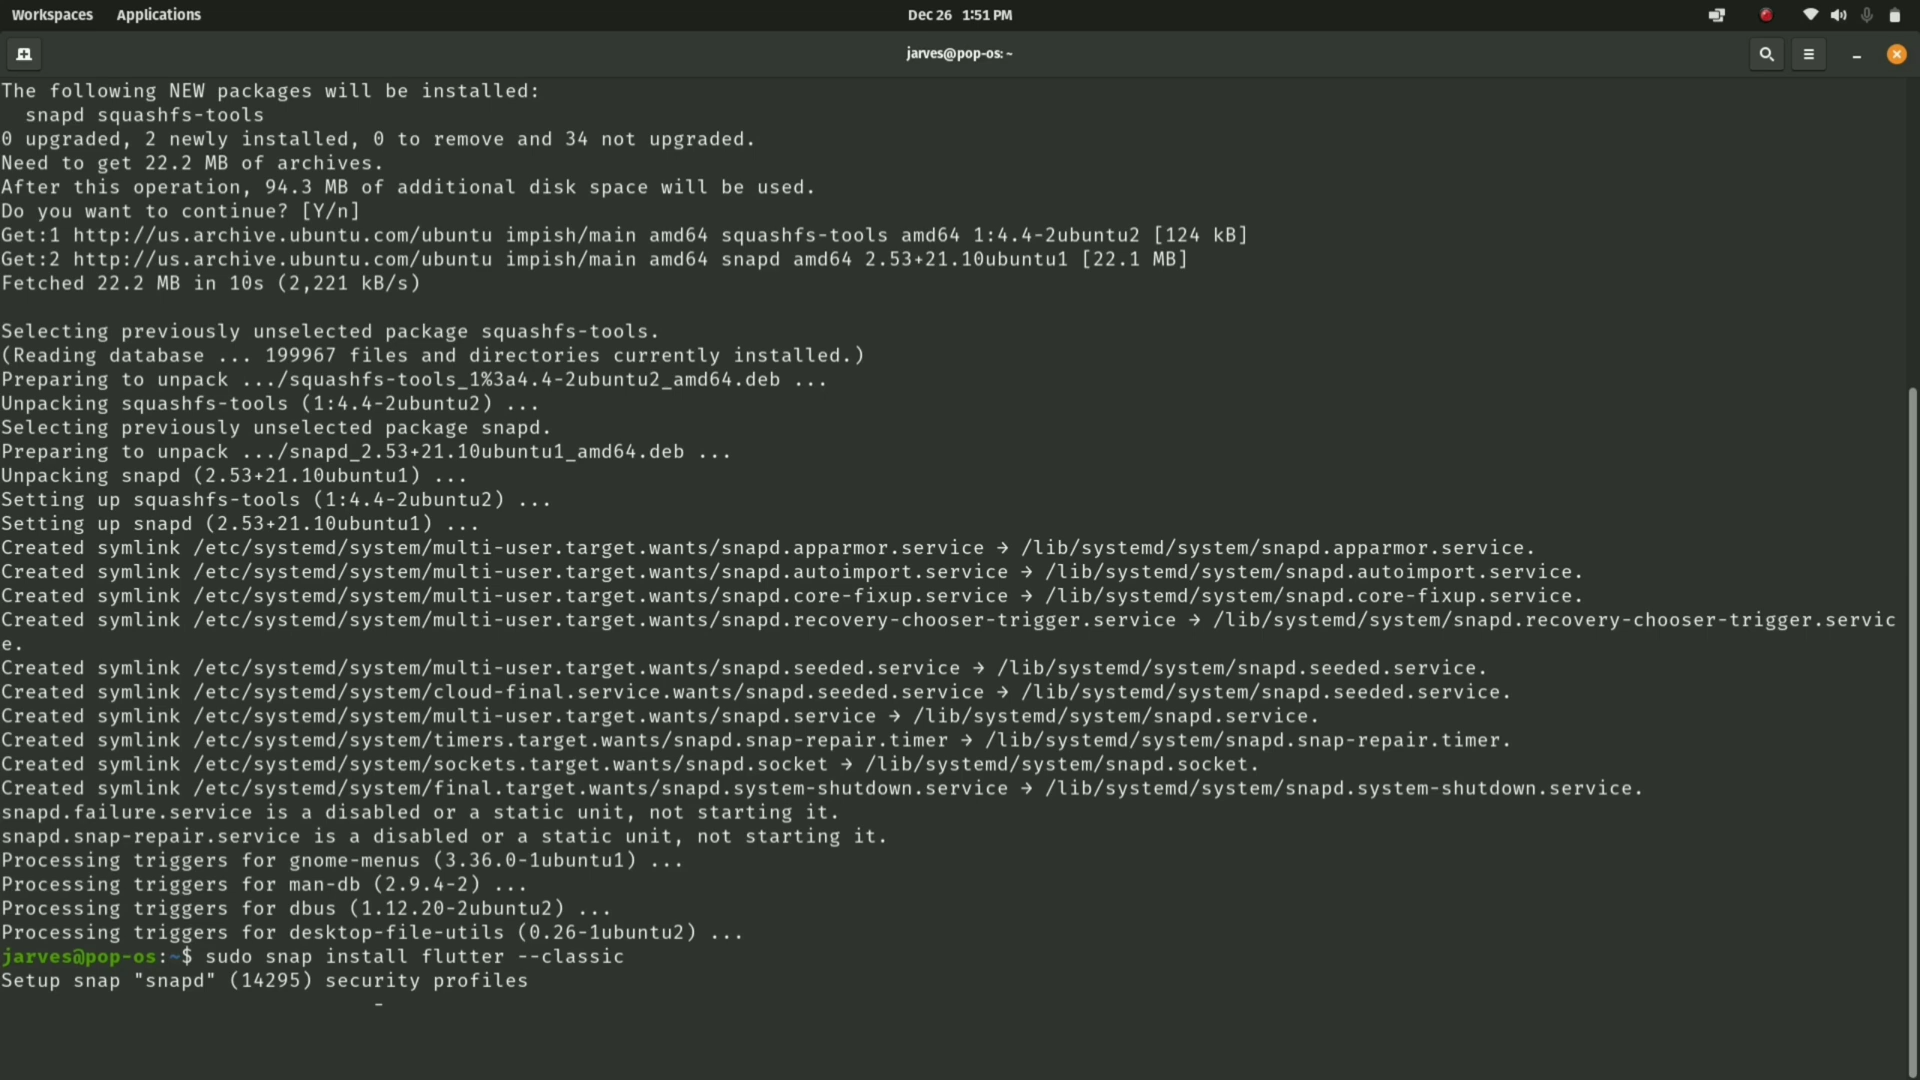 Workspaces Applications Dec 26 1:51 PM
jarves@pop-os: ~
The following NEW packages will be installed:
  snapd squashfs-tools
0 upgraded, 2 newly installed, 0 to remove and 34 not upgraded.
Need to get 22.2 MB of archives.
After this operation, 94.3 MB of additional disk space will be used.
Do you want to continue? [Y/n]
Get:1 http://us.archive.ubuntu.com/ubuntu impish/main amd64 squashfs-tools amd64 1:4.4-2ubuntu2 [124 kB]
Get:2 http://us.archive.ubuntu.com/ubuntu impish/main amd64 snapd amd64 2.53+21.10ubuntu1 [22.1 MB]
Fetched 22.2 MB in 10s (2,221 kB/s)
Selecting previously unselected package squashfs-tools.
(Reading database ... 199967 files and directories currently installed.)
Preparing to unpack .../squashfs-tools_1%3a4.4-2ubuntu2_amd64.deb ...
Unpacking squashfs-tools (1:4.4-2ubuntu2) ...
Selecting previously unselected package snapd.
Preparing to unpack .../snapd_2.53+21.10ubuntu1_amd64.deb ...
Unpacking snapd (2.53+21.10ubuntu1) ...
Setting up squashfs-tools (1:4.4-2ubuntu2) ...
Setting up snapd (2.53+21.10ubuntu1) ...
Created symlink /etc/systemd/system/multi-user.target.wants/snapd.apparmor.service → /lib/systemd/system/snapd.apparmor.service.
Created symlink /etc/systemd/system/multi-user.target.wants/snapd.autoimport.service → /lib/systemd/system/snapd.autoimport.service.
Created symlink /etc/systemd/system/multi-user.target.wants/snapd.core-fixup.service → /lib/systemd/system/snapd.core-fixup.service.
Created symlink /etc/systemd/system/multi-user.target.wants/snapd.recovery-chooser-trigger.service → /lib/systemd/system/snapd.recovery-chooser-trigger.servic
e.
Created symlink /etc/systemd/system/multi-user.target.wants/snapd.seeded.service → /lib/systemd/system/snapd.seeded.service.
Created symlink /etc/systemd/system/cloud-final.service.wants/snapd.seeded.service → /lib/systemd/system/snapd.seeded.service.
Created symlink /etc/systemd/system/multi-user.target.wants/snapd.service → /lib/systemd/system/snapd.service.
Created symlink /etc/systemd/system/timers.target.wants/snapd.snap-repair.timer → /lib/systemd/system/snapd.snap-repair.timer.
Created symlink /etc/systemd/system/sockets.target.wants/snapd.socket → /lib/systemd/system/snapd.socket.
Created symlink /etc/systemd/system/final.target.wants/snapd.system-shutdown.service → /lib/systemd/system/snapd.system-shutdown.service.
snapd.failure.service is a disabled or a static unit, not starting it.
snapd.snap-repair.service is a disabled or a static unit, not starting it.
Processing triggers for gnome-menus (3.36.0-1ubuntu1) ...
Processing triggers for man-db (2.9.4-2) ...
Processing triggers for dbus (1.12.20-2ubuntu2) ...
Processing triggers for desktop-file-utils (0.26-1ubuntu2) ...
jarves@pop-os:~$ sudo snap install flutter --classic
Setup snap "snapd" (14295) security profiles
-